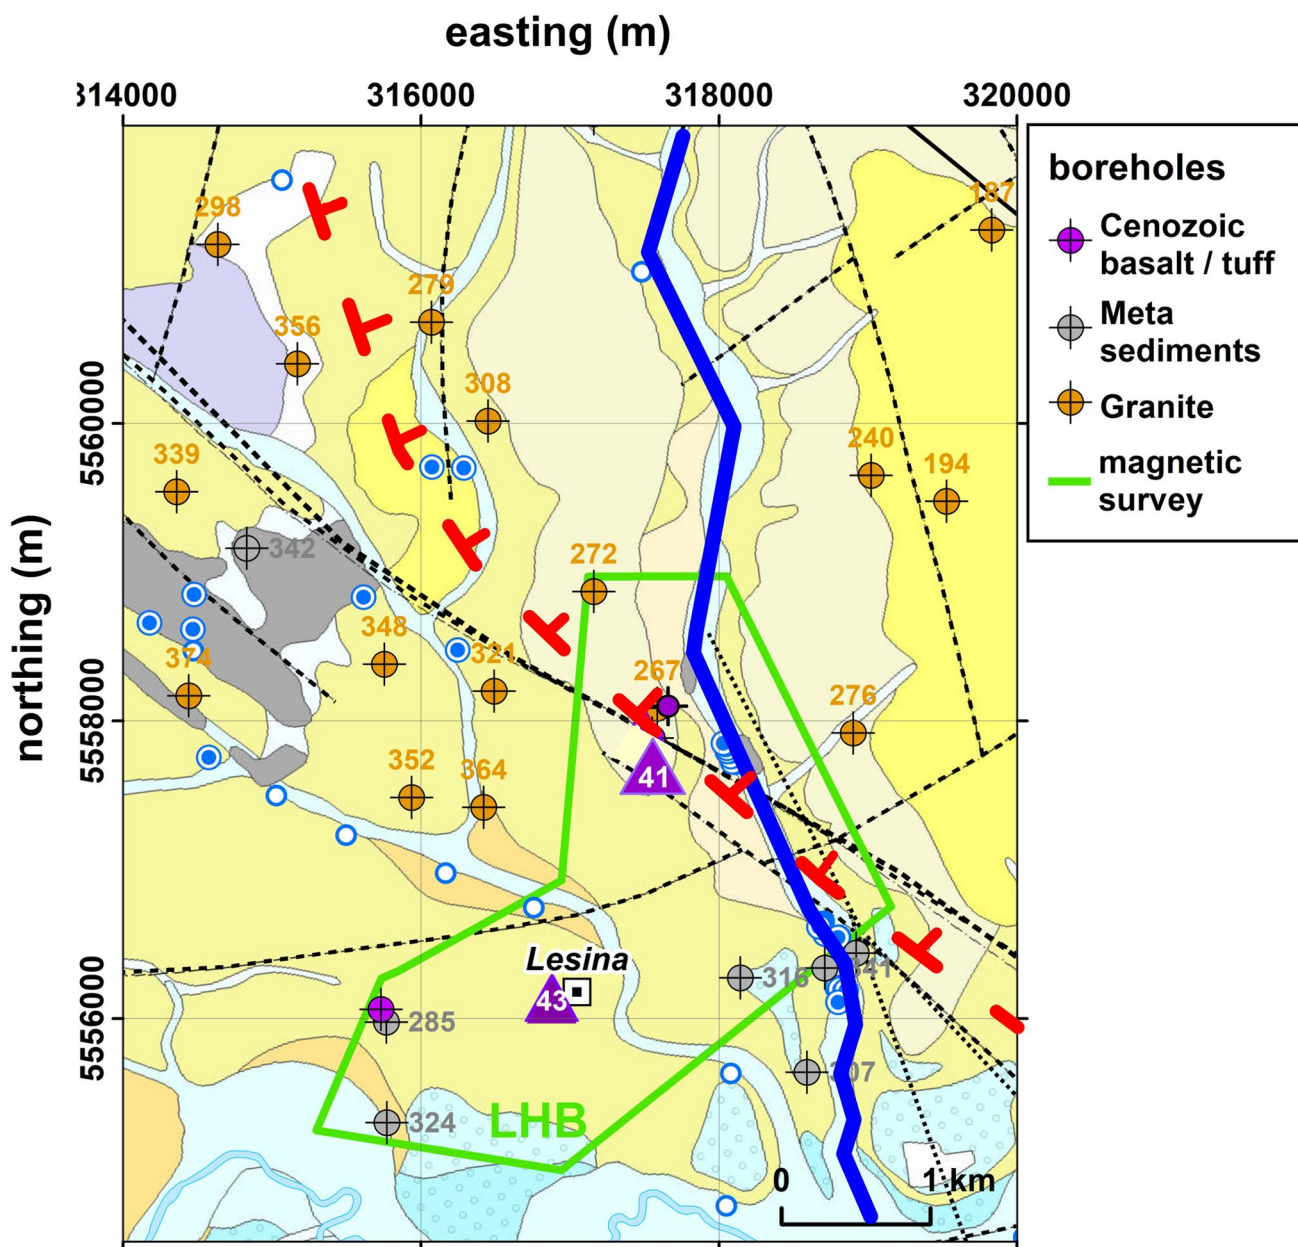 easting (m)
314000 316000 318000 320000
boreholes
Cenozoic
basalt / tuff
Meta
sediments
Granite
magnetic
survey
northing (m)
5560000
5558000
5556000
187
298
279
356
308
240
194
339
342
272
348
321
374
267
276
41
352
364
Lesina
43
316
341
285
307
324
LHB
0 1 km